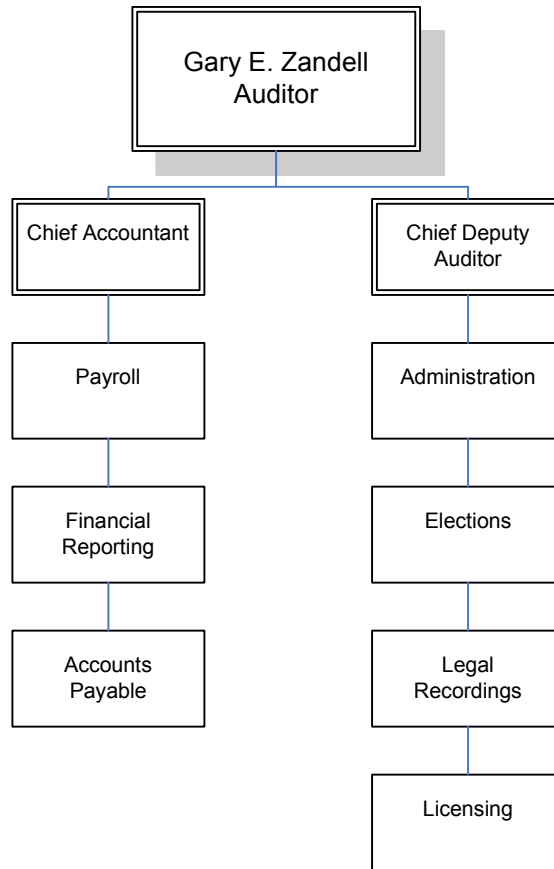 Gary E. Zandell
Auditor
Chief Accountant
Chief Deputy
Auditor
Payroll
Administration
Financial
Reporting
Elections
Accounts
Payable
Legal
Recordings
Licensing